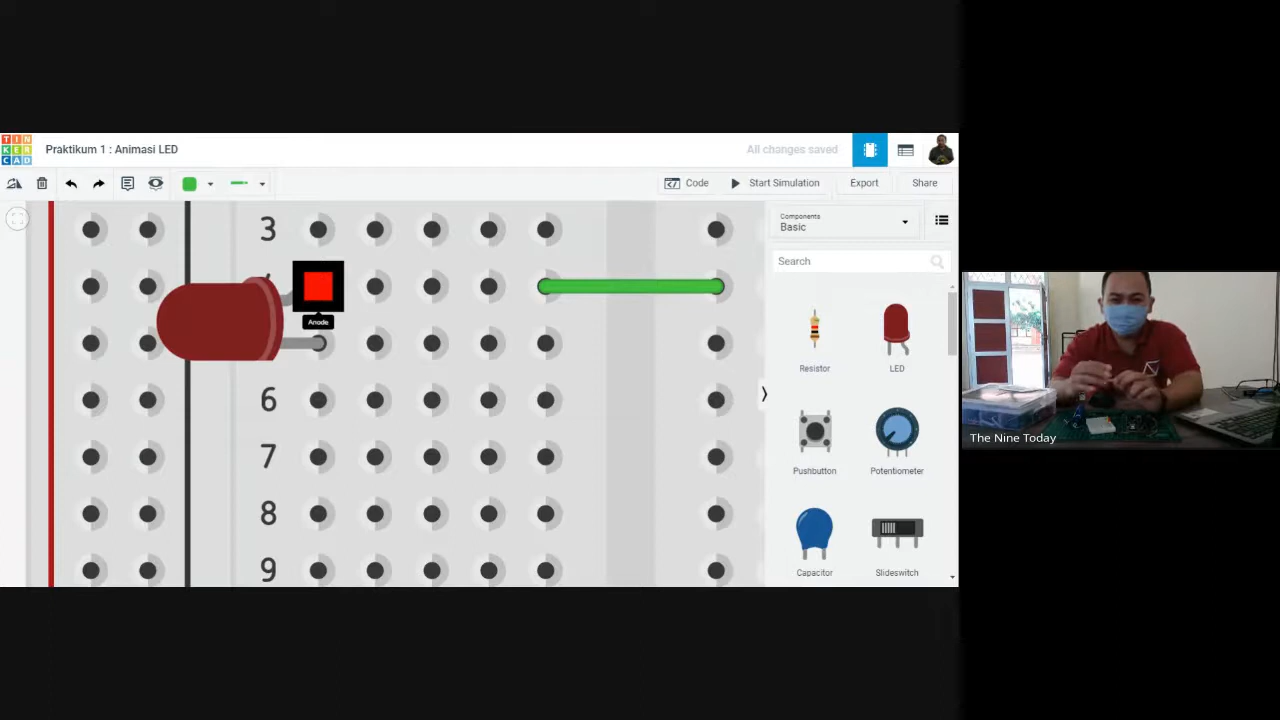 TIN
KER
CAD
Praktikum 1 : Animasi LED
All changes saved
Code
Start Simulation
Export
Share
Components
Basic
Search
3
Anode
6
7
8
9
Resistor
LED
Pushbutton
Potentiometer
Capacitor
Slideswitch
The Nine Today